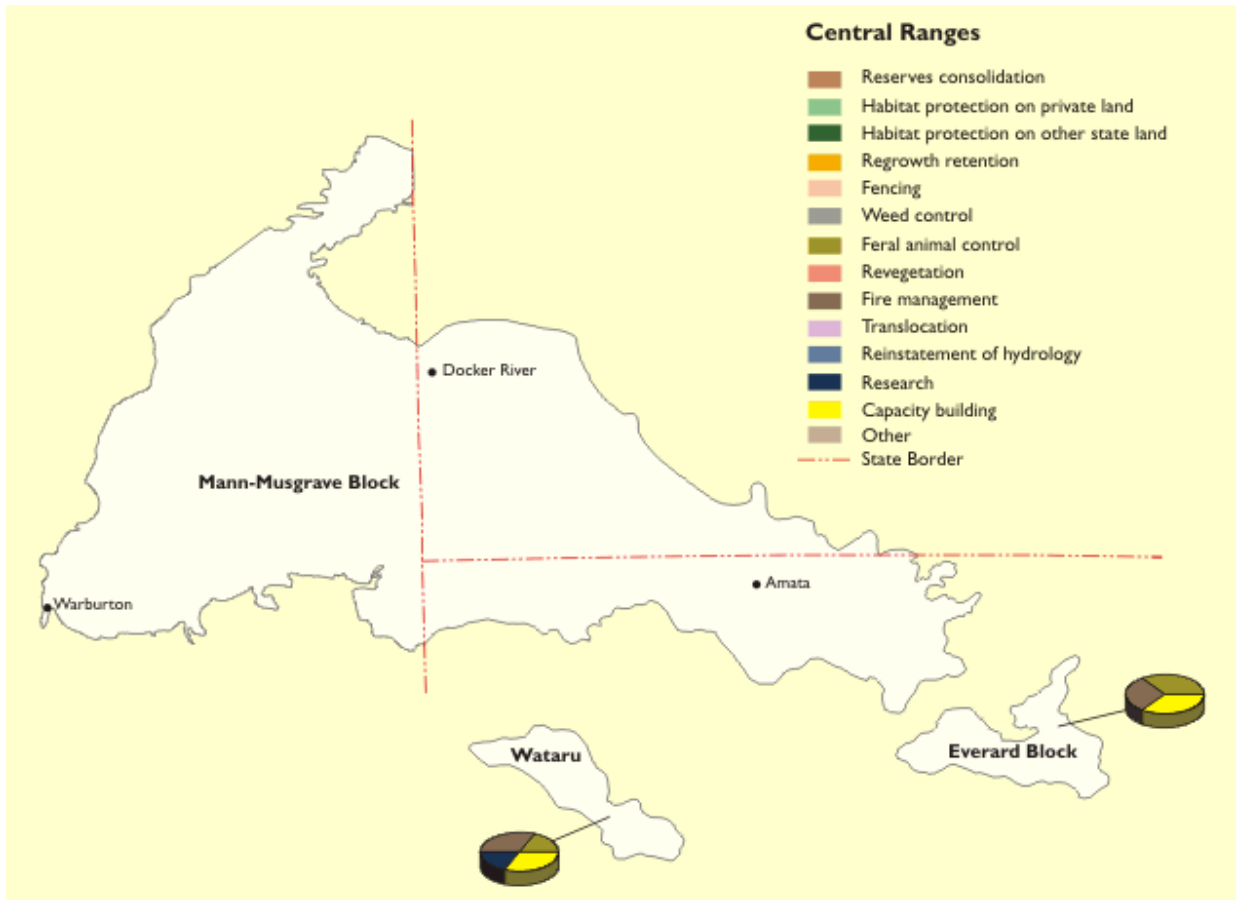 Central Ranges
Reserves consolidation
Habitat protection on private land
Habitat protection on other state land
Regrowth retention
Fencing
Weed control
Feral animal control
Revegetation
Fire management
Translocation
Reinstatement of hydrology
Research
Capacity building
Other
State Border
Docker River
Mann-Musgrave Block
Amata
Warburton
Wataru
Everard Block